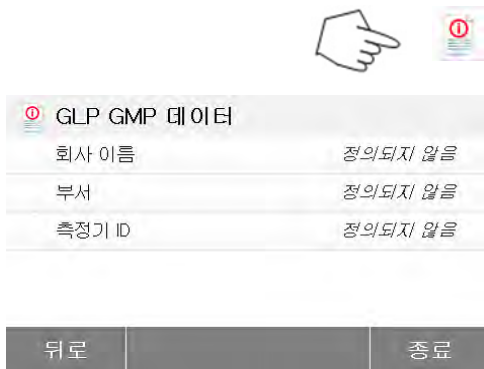 GLP GMP 데이터
회사 이름 정의되지 않음
부서 정의되지 않음
측정기 ID 정의되지 않음
뒤로 종료